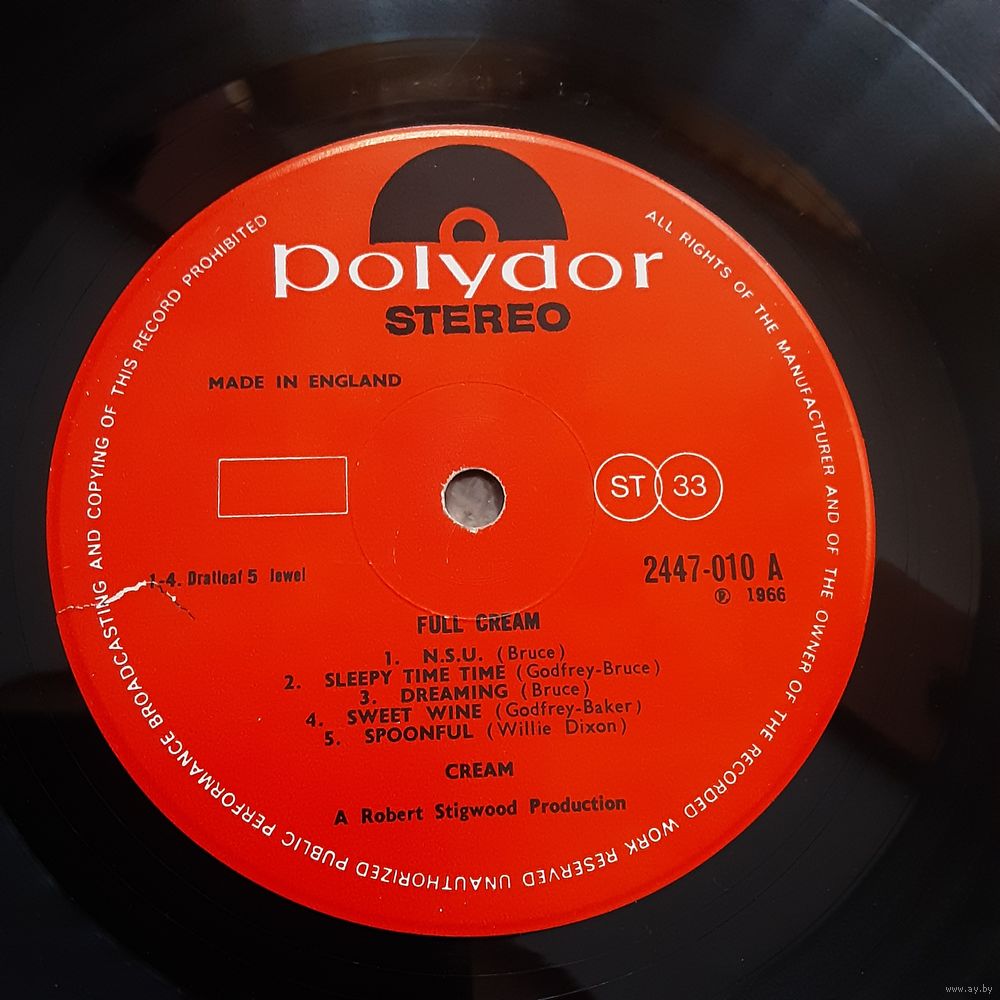 polydor
STEREO
MADE IN ENGLAND
ST 33
1-4. Dratleaf 5 Jewel
2447-010 A
Ⓟ 1966
FULL CREAM
1. N.S.U. (Bruce)
2. SLEEPY TIME TIME (Godfrey-Bruce)
3. DREAMING (Bruce)
4. SWEET WINE (Godfrey-Baker)
5. SPOONFUL (Willie Dixon)
CREAM
A Robert Stigwood Production
ALL RIGHTS OF THE MANUFACTURER AND OF THE OWNER OF THE RECORDED WORK RESERVED UNAUTHORIZED PUBLIC PERFORMANCE BROADCASTING AND COPYING OF THIS RECORD PROHIBITED
www.ay.by